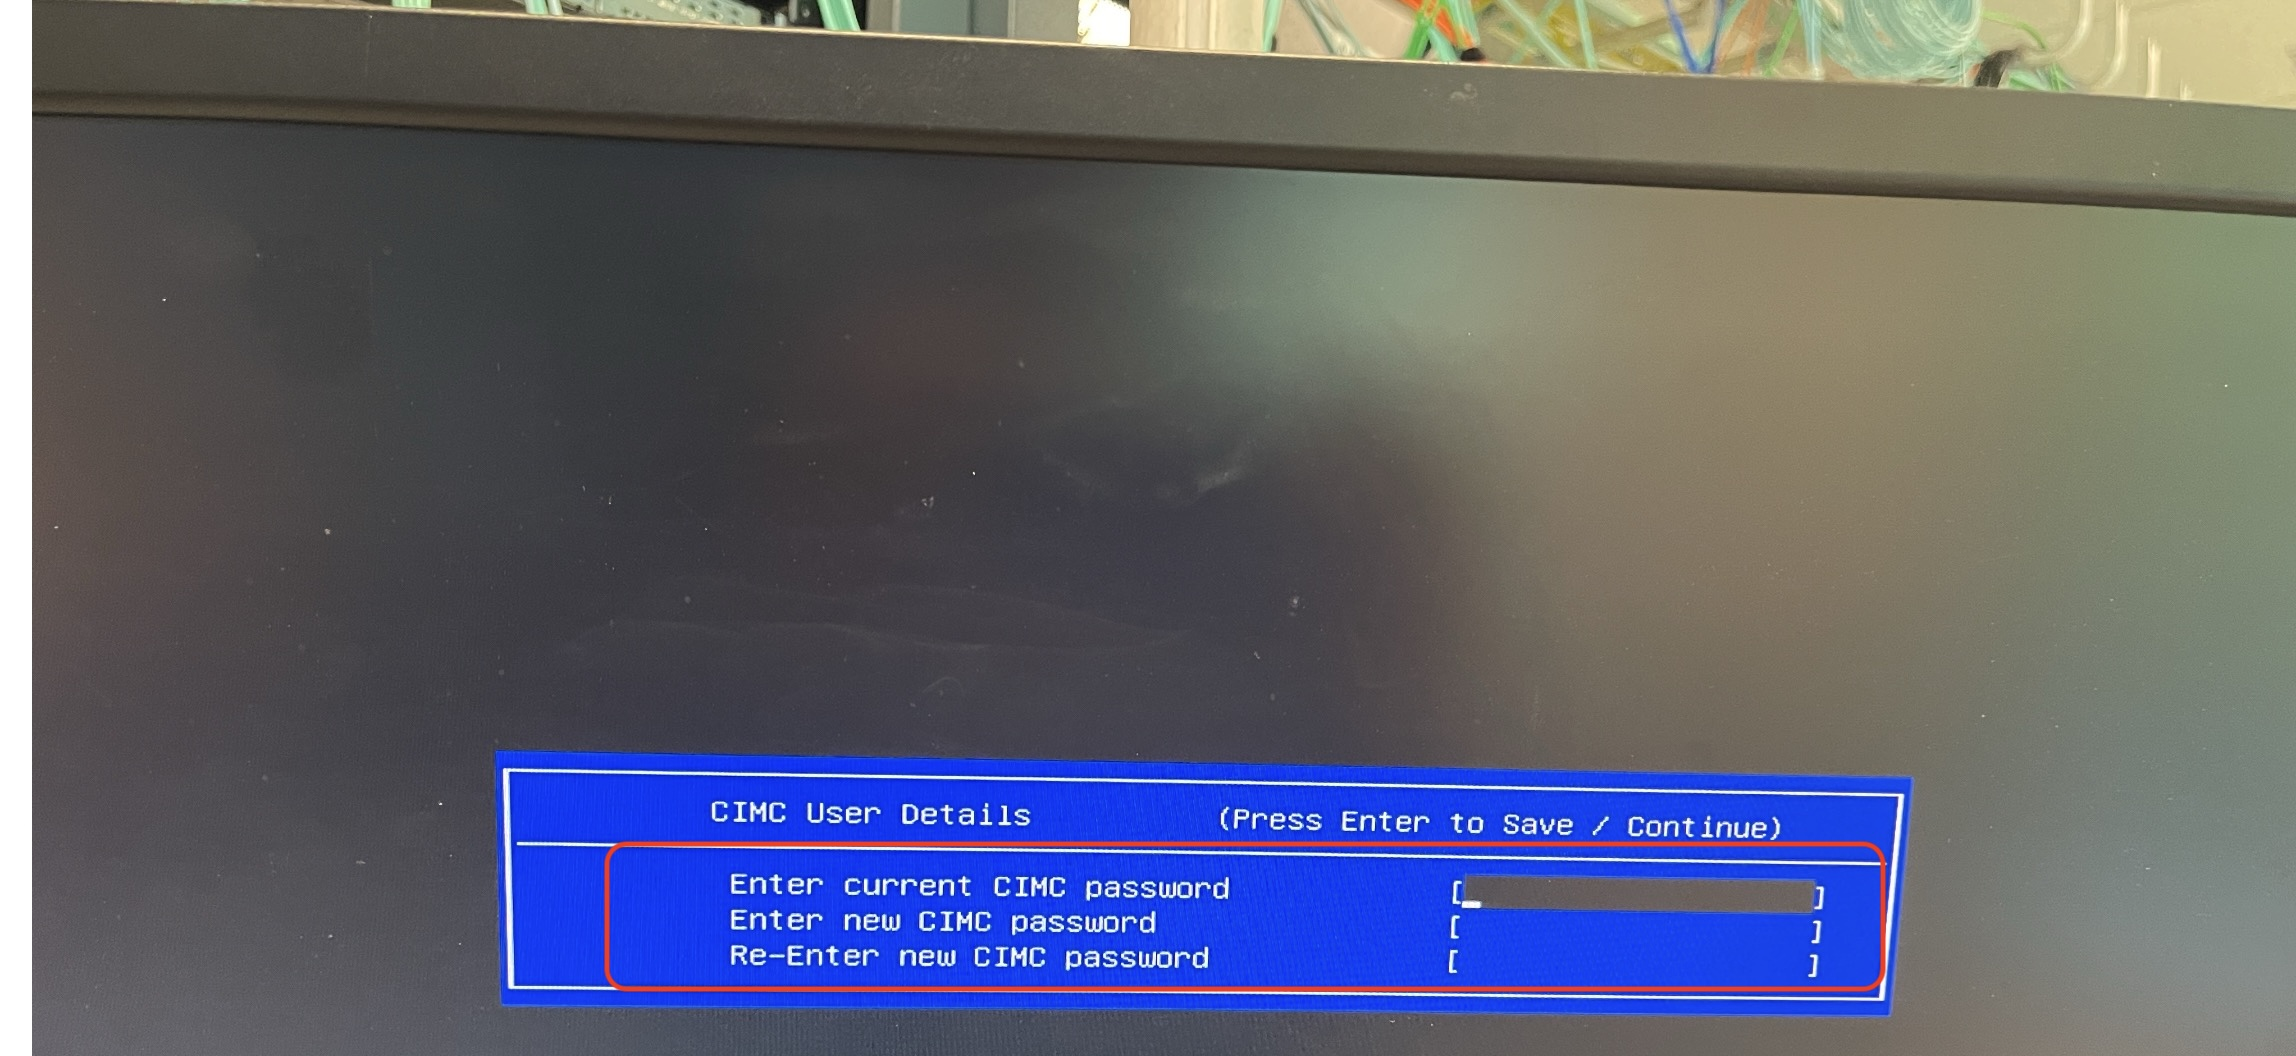 CIMC User Details (Press Enter to Save / Continue)
Enter current CIMC password [_ ]
Enter new CIMC password [ ]
Re-Enter new CIMC password [ ]